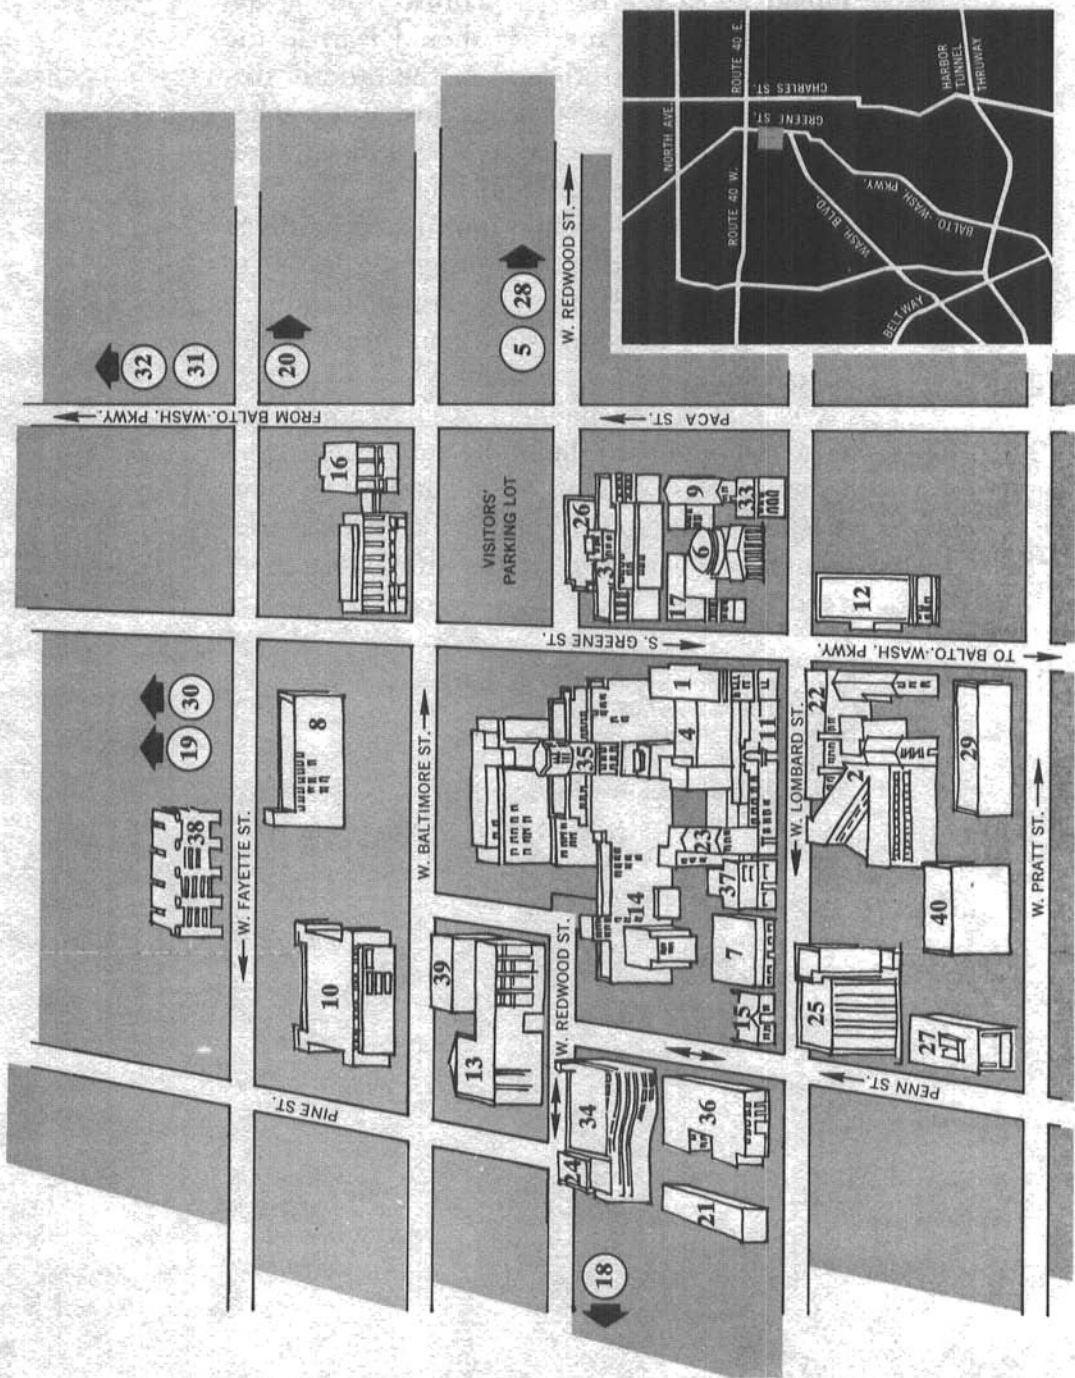 32
31
20
5
28
W. REDWOOD ST.
NORTH AVE.
ROUTE 40 E.
CHARLES ST.
GREENE ST.
HARBOR
TUNNEL
THRUWAY
ROUTE 40 W.
WASH. BLVD.
BALTO.-WASH.
PKWY.
BELTWAY
FROM BALTO.-WASH. PKWY.
PACA ST.
16
VISITORS'
PARKING LOT
26
3
9
33
6
17
12
S. GREENE ST.
TO BALTO.-WASH. PKWY.
30
19
8
38
W. FAYETTE ST.
W. BALTIMORE ST.
1
35
4
11
22
W. LOMBARD ST.
2
29
23
37
14
7
15
40
W. PRATT ST.
10
39
13
W. REDWOOD ST.
25
27
PINE ST.
PENN ST.
34
24
36
21
18